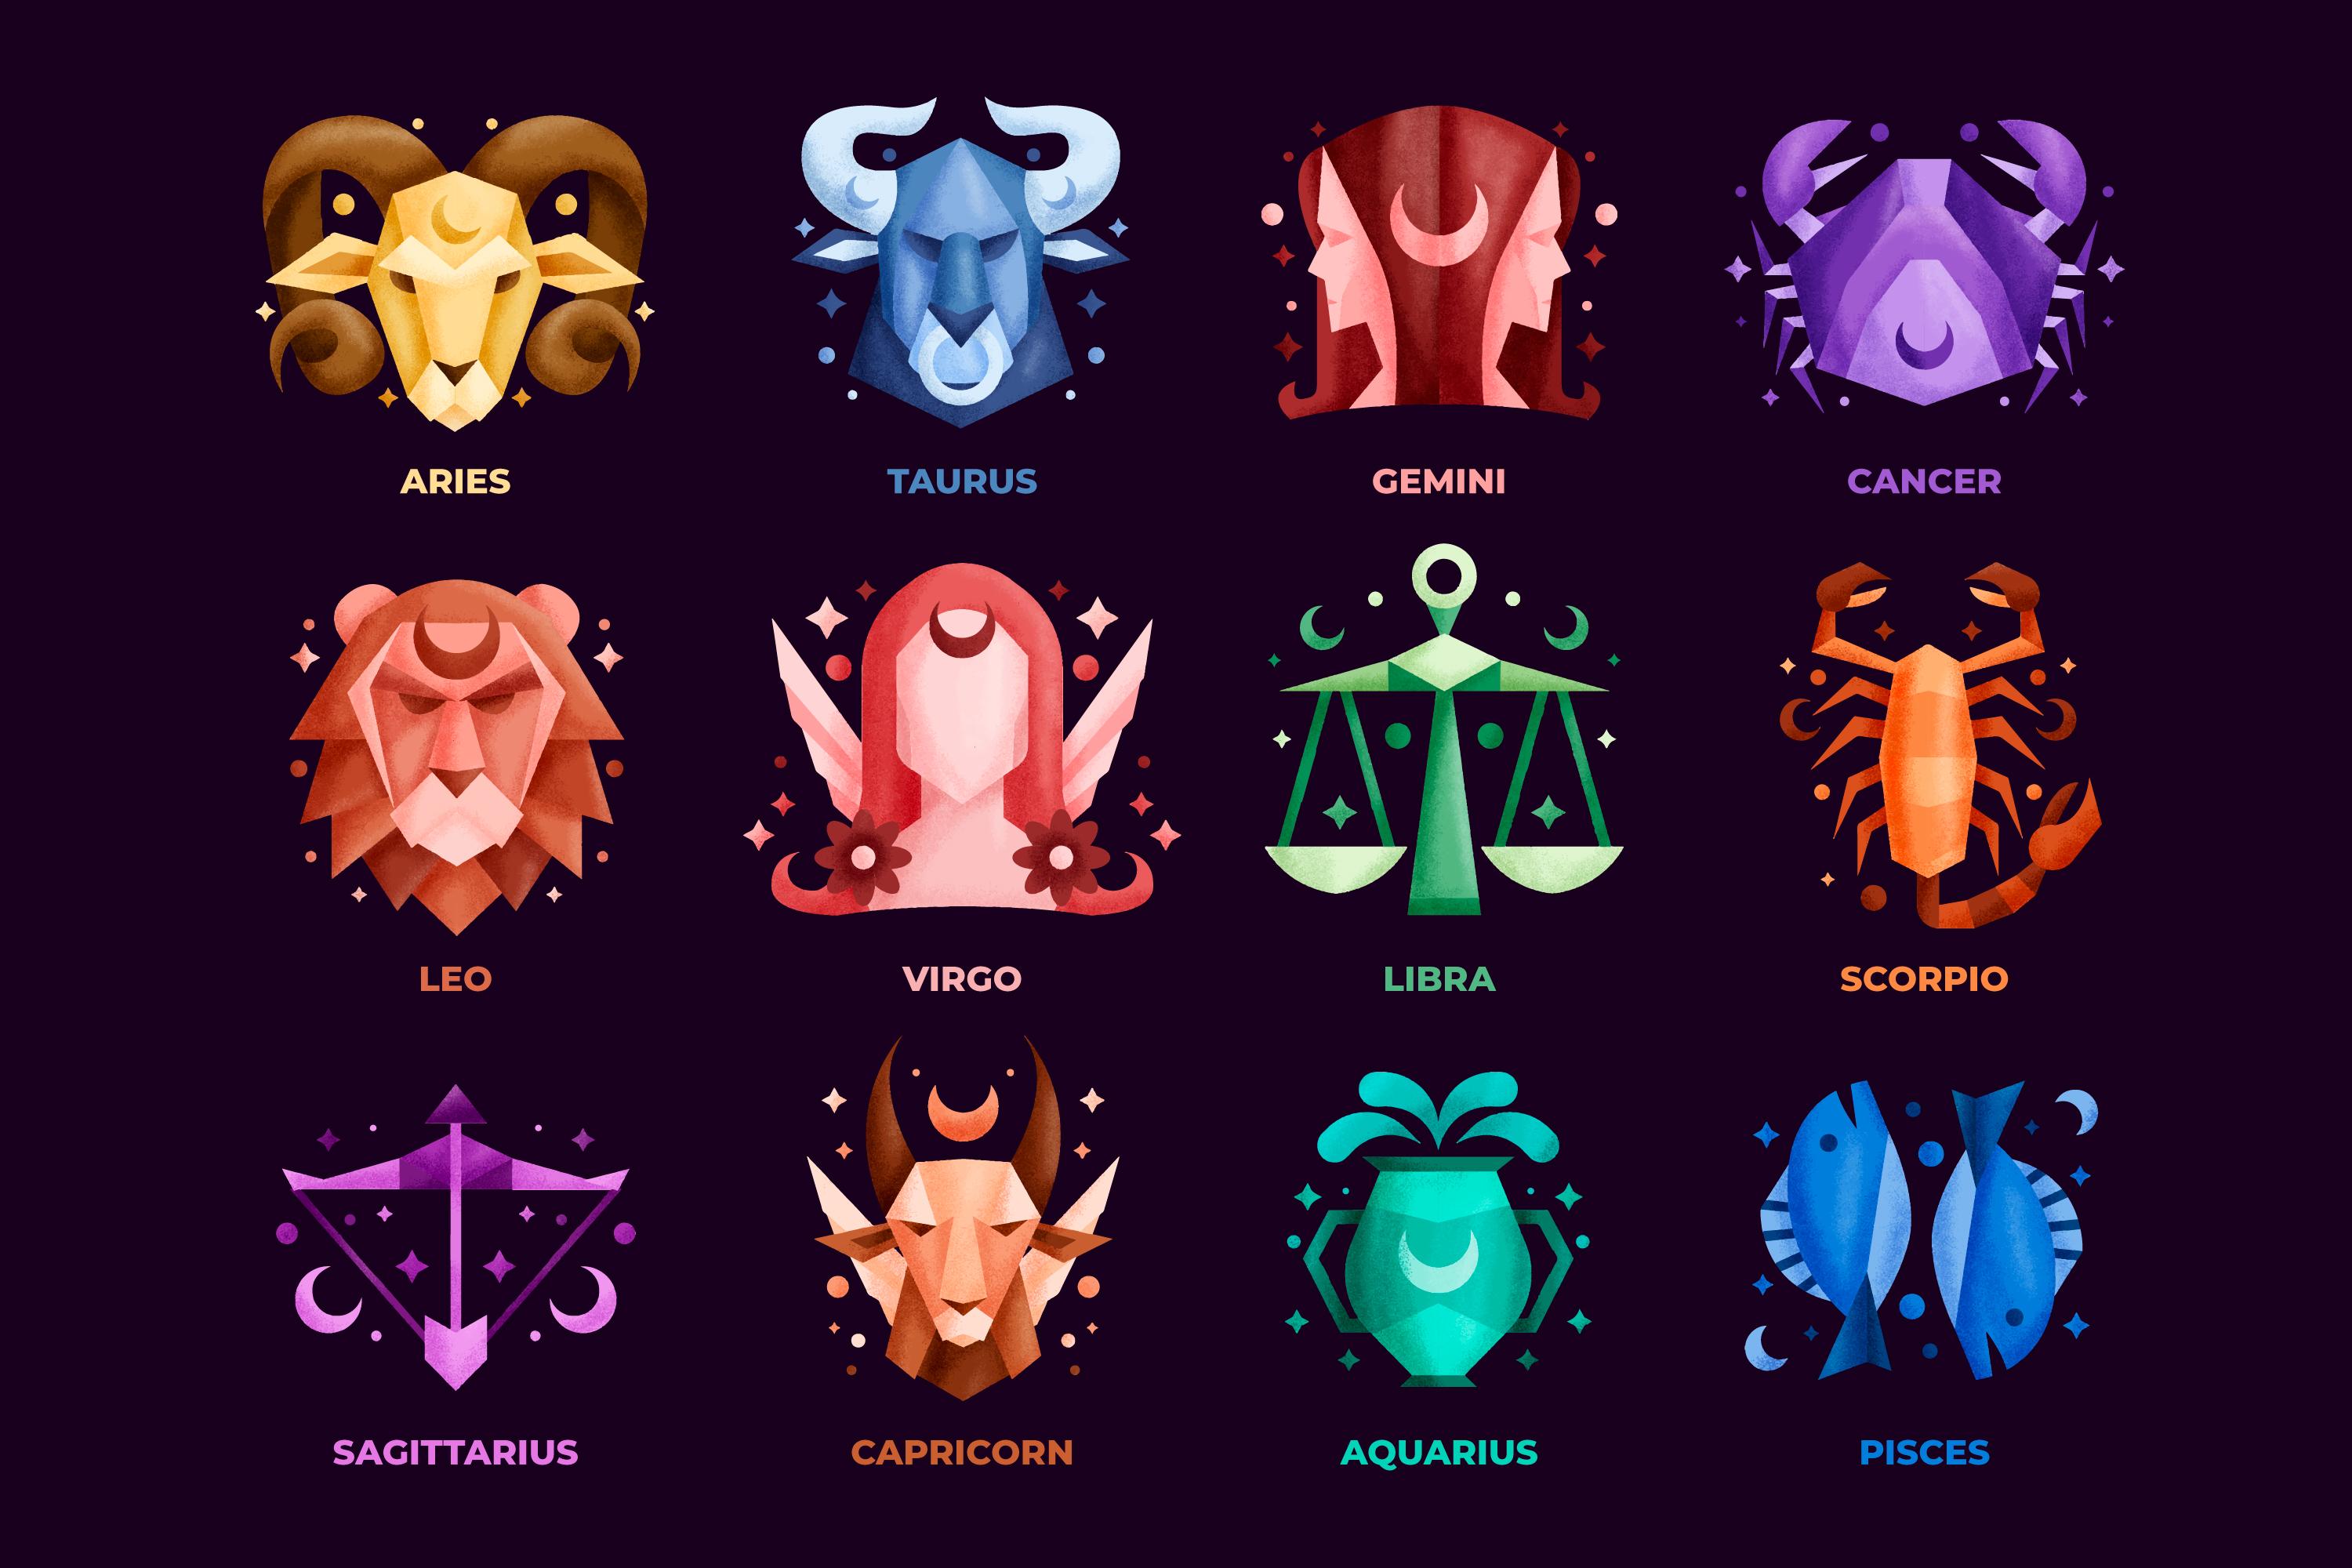 ARIES
TAURUS
GEMINI
CANCER
LEO
VIRGO
LIBRA
SCORPIO
SAGITTARIUS
CAPRICORN
AQUARIUS
PISCES